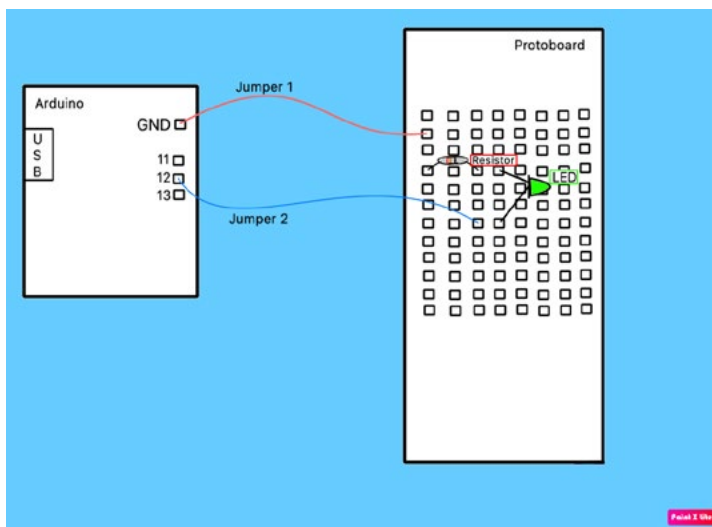 Protoboard
Jumper 1
Arduino
GND
U
S
B
11
12
13
Resistor
LED
Jumper 2